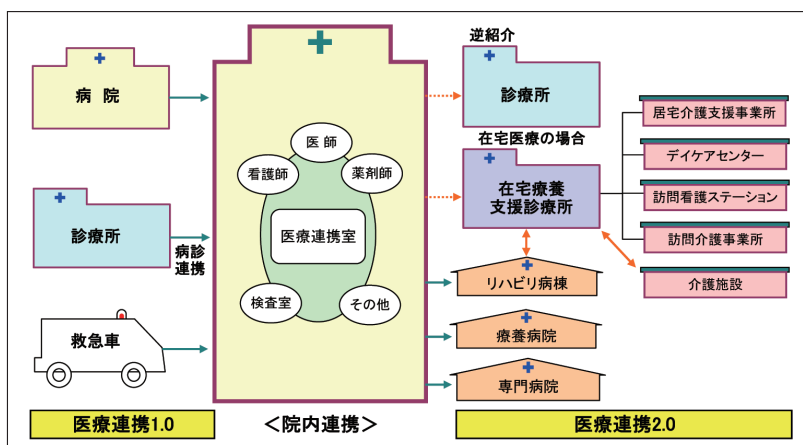 病 院
診療所
病診
連携
救急車
医療連携1.0
医 師
看護師
薬剤師
医療連携室
検査室
その他
＜院内連携＞
逆紹介
診療所
在宅医療の場合
在宅療養
支援診療所
リハビリ病棟
療養病院
専門病院
居宅介護支援事業所
デイケアセンター
訪問看護ステーション
訪問介護事業所
介護施設
医療連携2.0